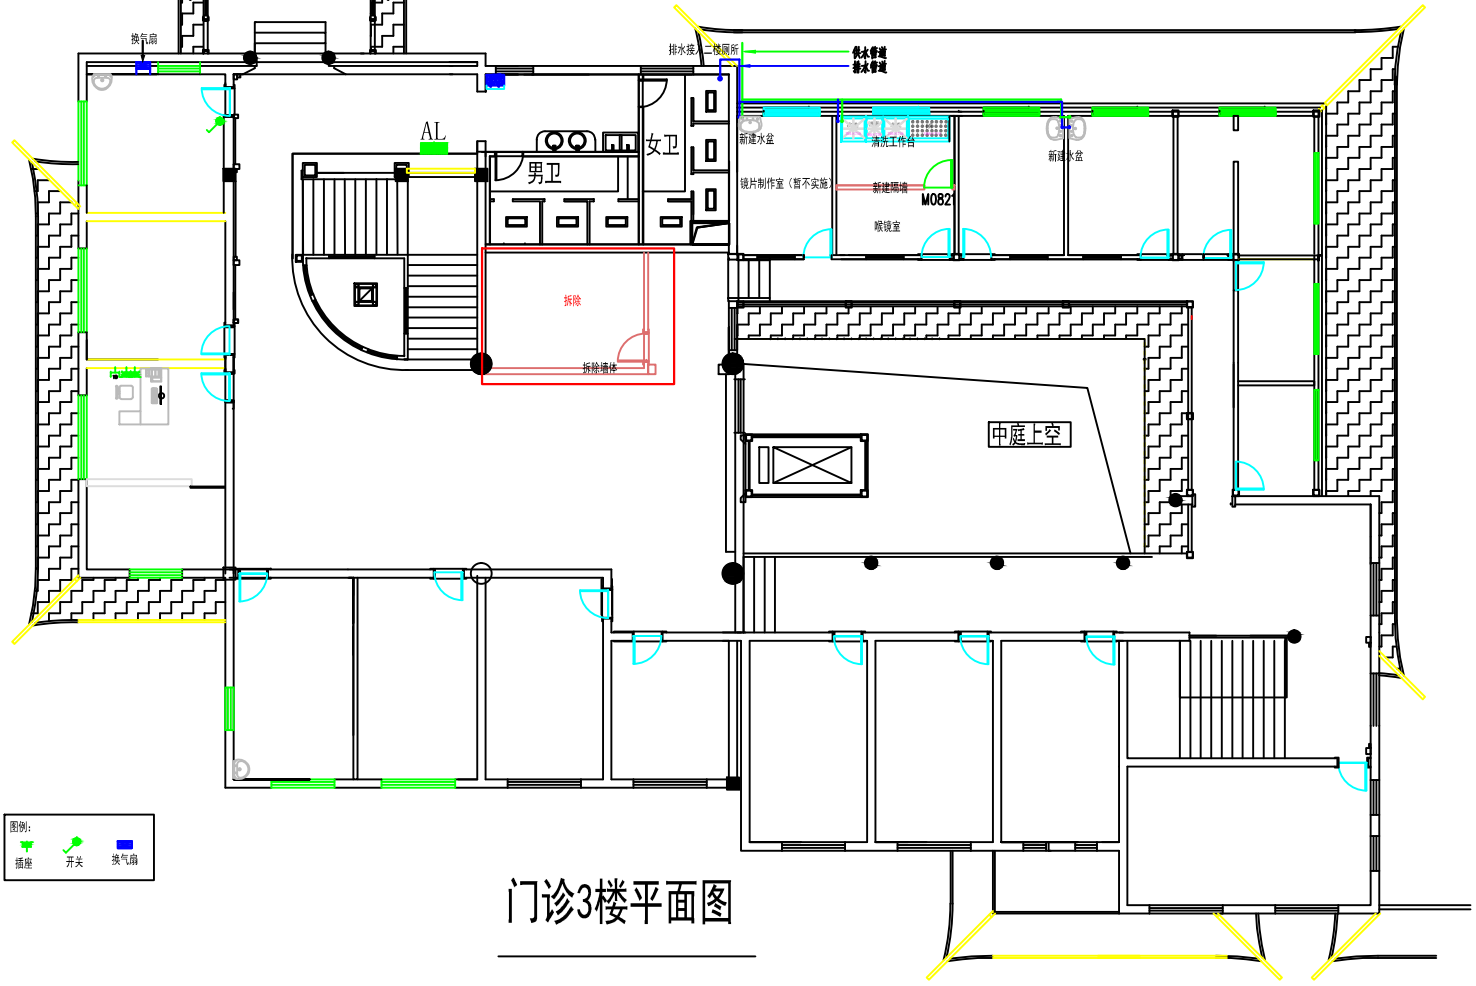 换气扇
排水接入二楼厕所
供水管道
排水管道
AL
女卫
男卫
新建水盆
清洗工作台
新建水盆
镜片制作室（暂不实施）
新建隔墙
M0821
喉镜室
拆除
拆除墙体
中庭上空
图例:
插座
开关
换气扇
门诊3楼平面图